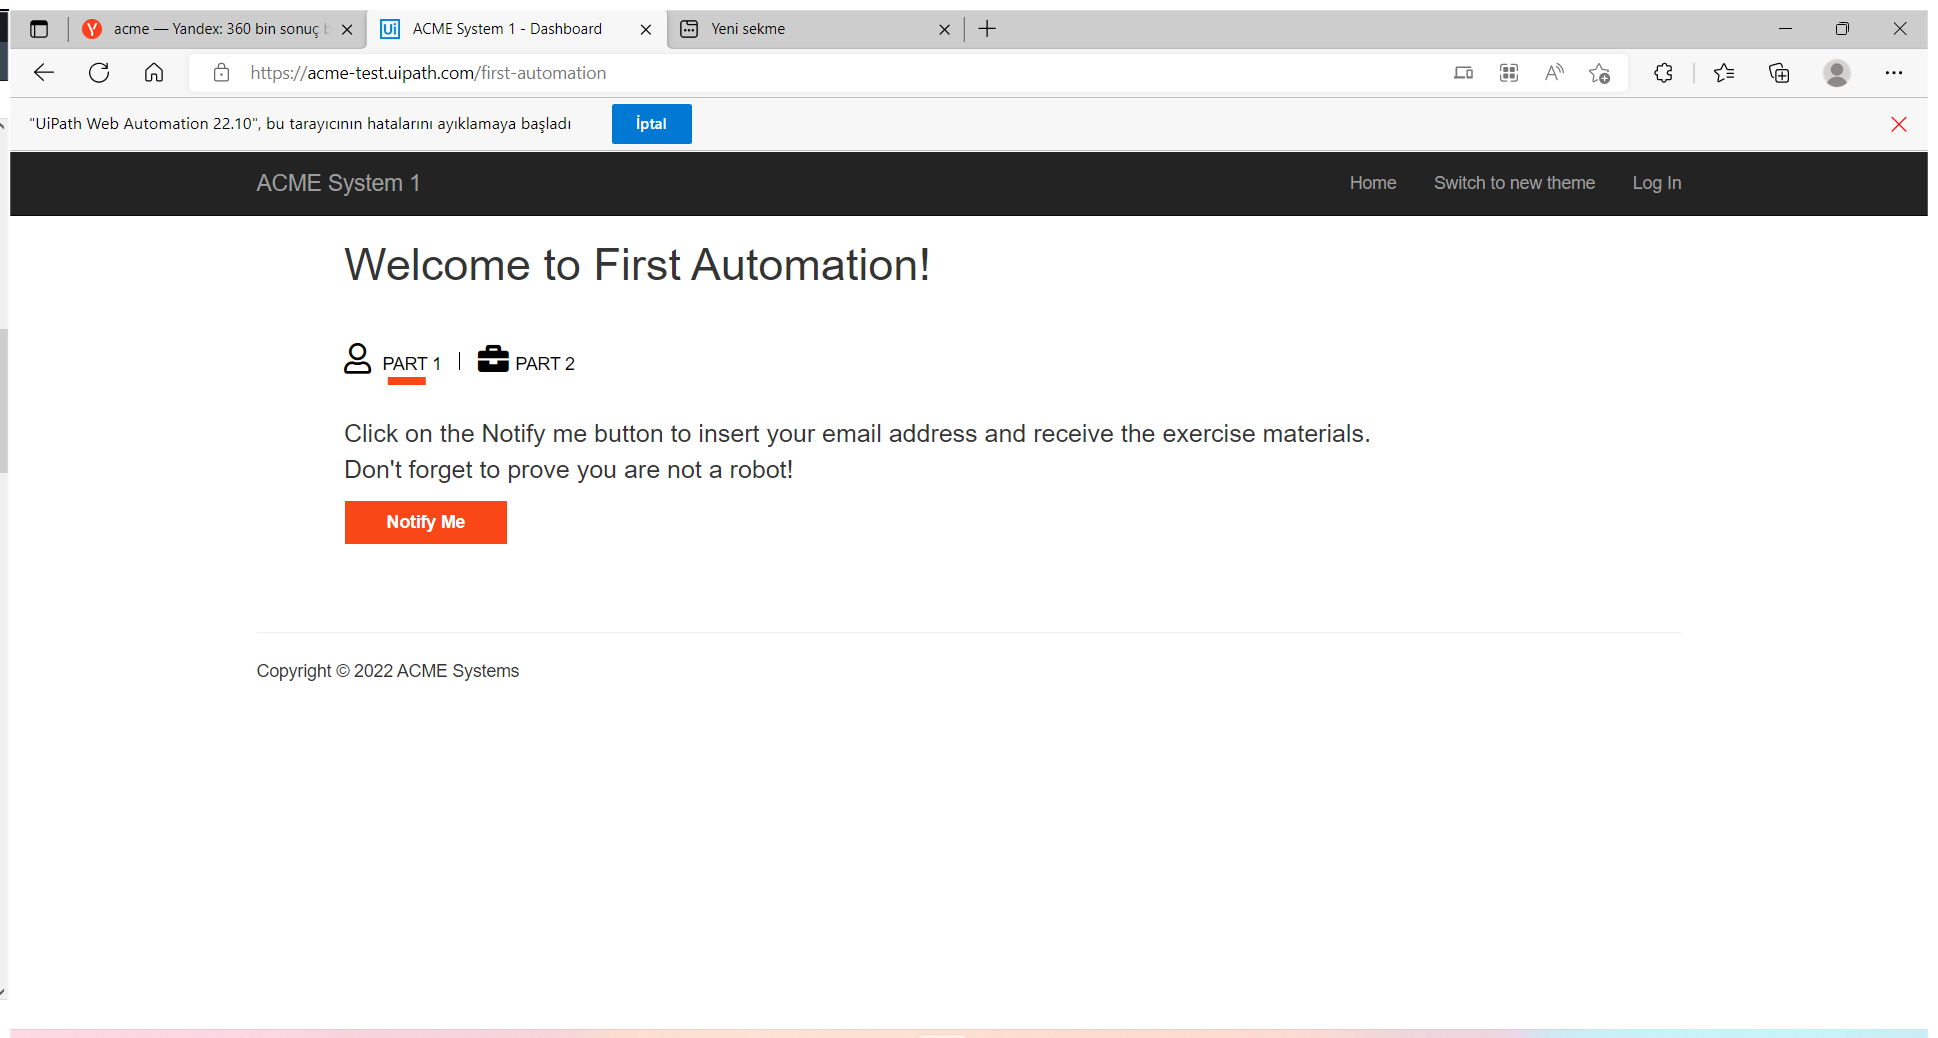 acme — Yandex: 360 bin sonuç
Ui ACME System 1 - Dashboard
Yeni sekme
https://acme-test.uipath.com/first-automation
"UiPath Web Automation 22.10", bu tarayıcının hatalarını ayıklamaya başladı
İptal
ACME System 1
Home Switch to new theme Log In
Welcome to First Automation!
PART 1 | PART 2
Click on the Notify me button to insert your email address and receive the exercise materials.
Don't forget to prove you are not a robot!
Notify Me
Copyright © 2022 ACME Systems